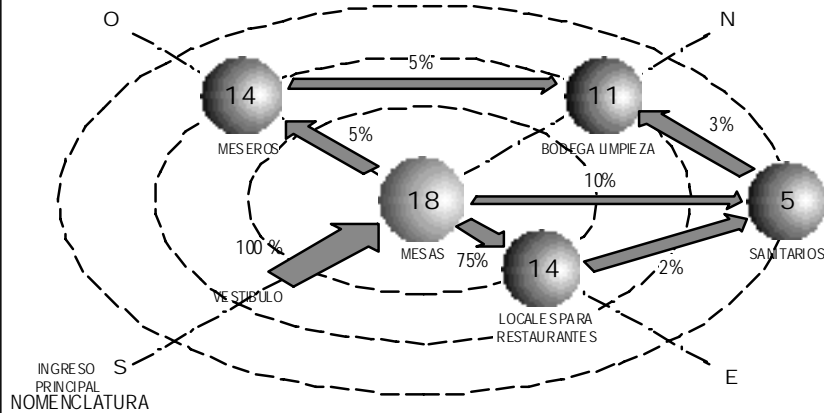 O
N
5%
14
11
MESEROS
5%
BODEGA LIMPIEZA
3%
10%
18
5
100 %
MESAS
75%
14
2%
SANITARIOS
VESTIBULO
LOCALES PARA
RESTAURANTES
INGRESO
PRINCIPAL
S
E
NOMENCLATURA